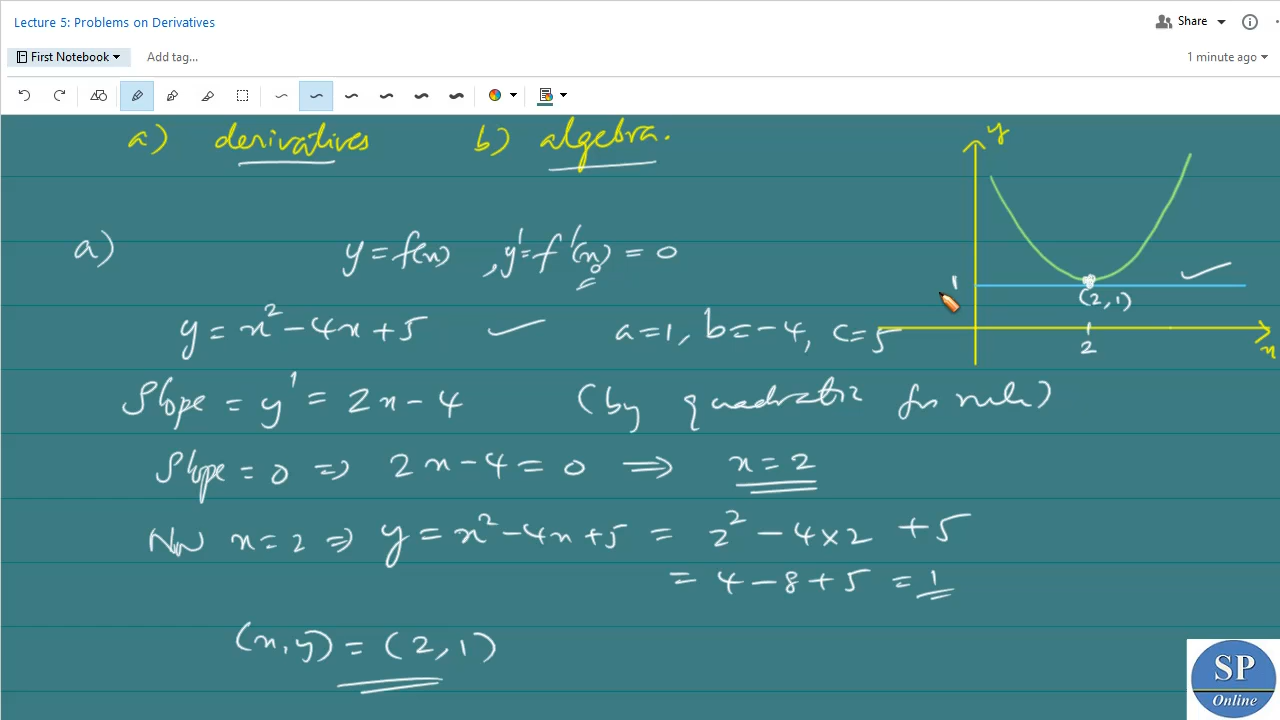 Lecture 5: Problems on Derivatives
Share
First Notebook
Add tag...
1 minute ago
a) derivatives b) algebra.
y
a) y = f(x), y' = f'(x) = 0
1
(2,1)
y = x² - 4x + 5 a = 1, b = -4, c = 5
2
x
Slope = y' = 2x - 4 (by quadratic formula)
Slope = 0 ⇒ 2x - 4 = 0 ⇒ x = 2
Now x = 2 ⇒ y = x² - 4x + 5 = 2² - 4 × 2 + 5
= 4 - 8 + 5 = 1
(x, y) = (2, 1)
SP
Online